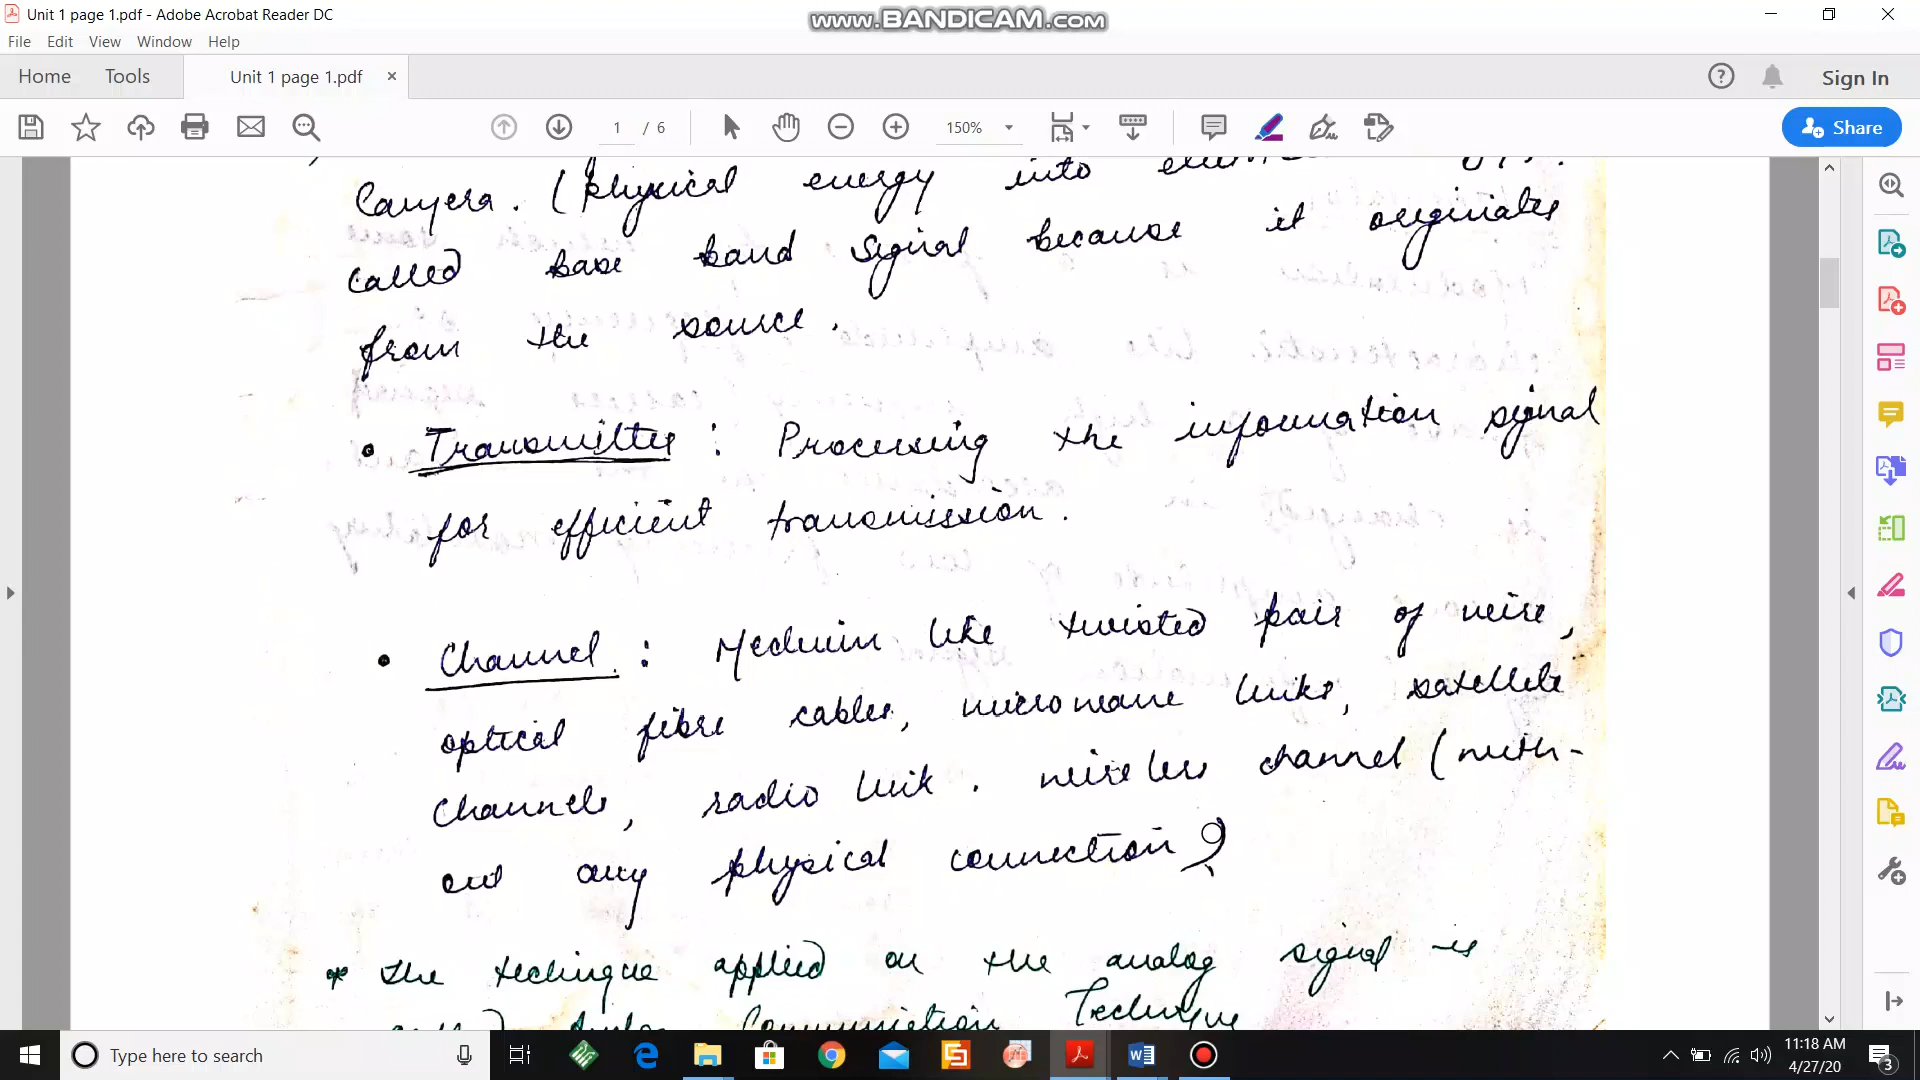 Unit 1 page 1.pdf - Adobe Acrobat Reader DC
www.BANDICAM.com
File Edit View Window Help
Home Tools Unit 1 page 1.pdf × Sign In
1 / 6 150% Share
Camera. (physical energy into
called base band signal because it originates
from the source.
• Transmitter : Processing the information signal
for efficient transmission.
• Channel : Medium like twisted pair of wire,
optical fibre cables, microwave links, satellite
channels, radio link. wireless channel (with-
out any physical connection)
* The technique applied on the analog signal is
Communication Technique
Type here to search
11:18 AM
4/27/20
3